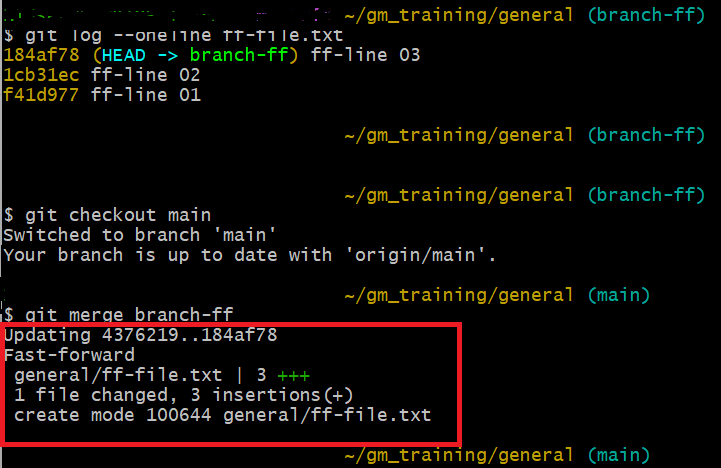 ~/gm_training/general (branch-ff)
$ git log --oneline ff-file.txt
184af78 (HEAD -> branch-ff) ff-line 03
1cb31ec ff-line 02
f41d977 ff-line 01
~/gm_training/general (branch-ff)
~/gm_training/general (branch-ff)
$ git checkout main
Switched to branch 'main'
Your branch is up to date with 'origin/main'.
~/gm_training/general (main)
$ git merge branch-ff
Updating 4376219..184af78
Fast-forward
general/ff-file.txt | 3 +++
1 file changed, 3 insertions(+)
create mode 100644 general/ff-file.txt
~/gm_training/general (main)